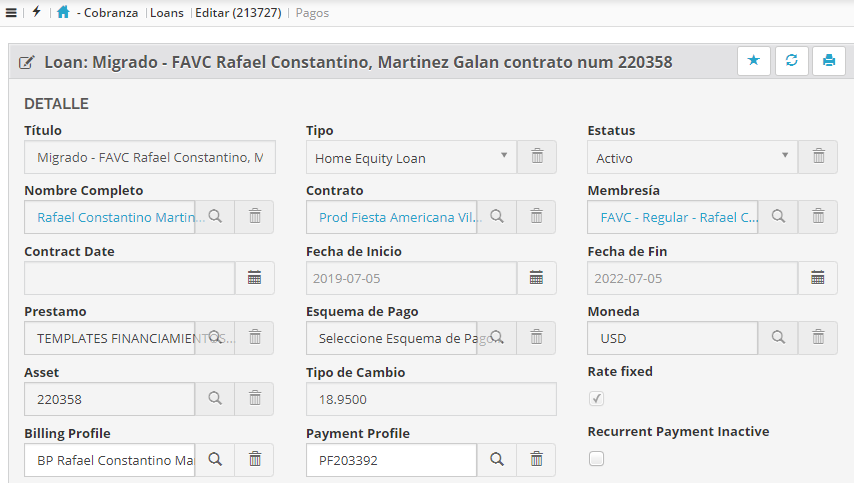 - Cobranza Loans Editar (213727) Pagos
Loan: Migrado - FAVC Rafael Constantino, Martinez Galan contrato num 220358
DETALLE
Título Tipo Estatus
Migrado - FAVC Rafael Constantino, M Home Equity Loan Activo
Nombre Completo Contrato Membresía
Rafael Constantino Martin... Prod Fiesta Americana Vil... FAVC - Regular - Rafael C...
Contract Date Fecha de Inicio Fecha de Fin
2019-07-05 2022-07-05
Prestamo Esquema de Pago Moneda
TEMPLATES FINANCIAMIENTOS... Seleccione Esquema de Pago... USD
Asset Tipo de Cambio Rate fixed
220358 18.9500
Billing Profile Payment Profile Recurrent Payment Inactive
BP Rafael Constantino Ma PF203392